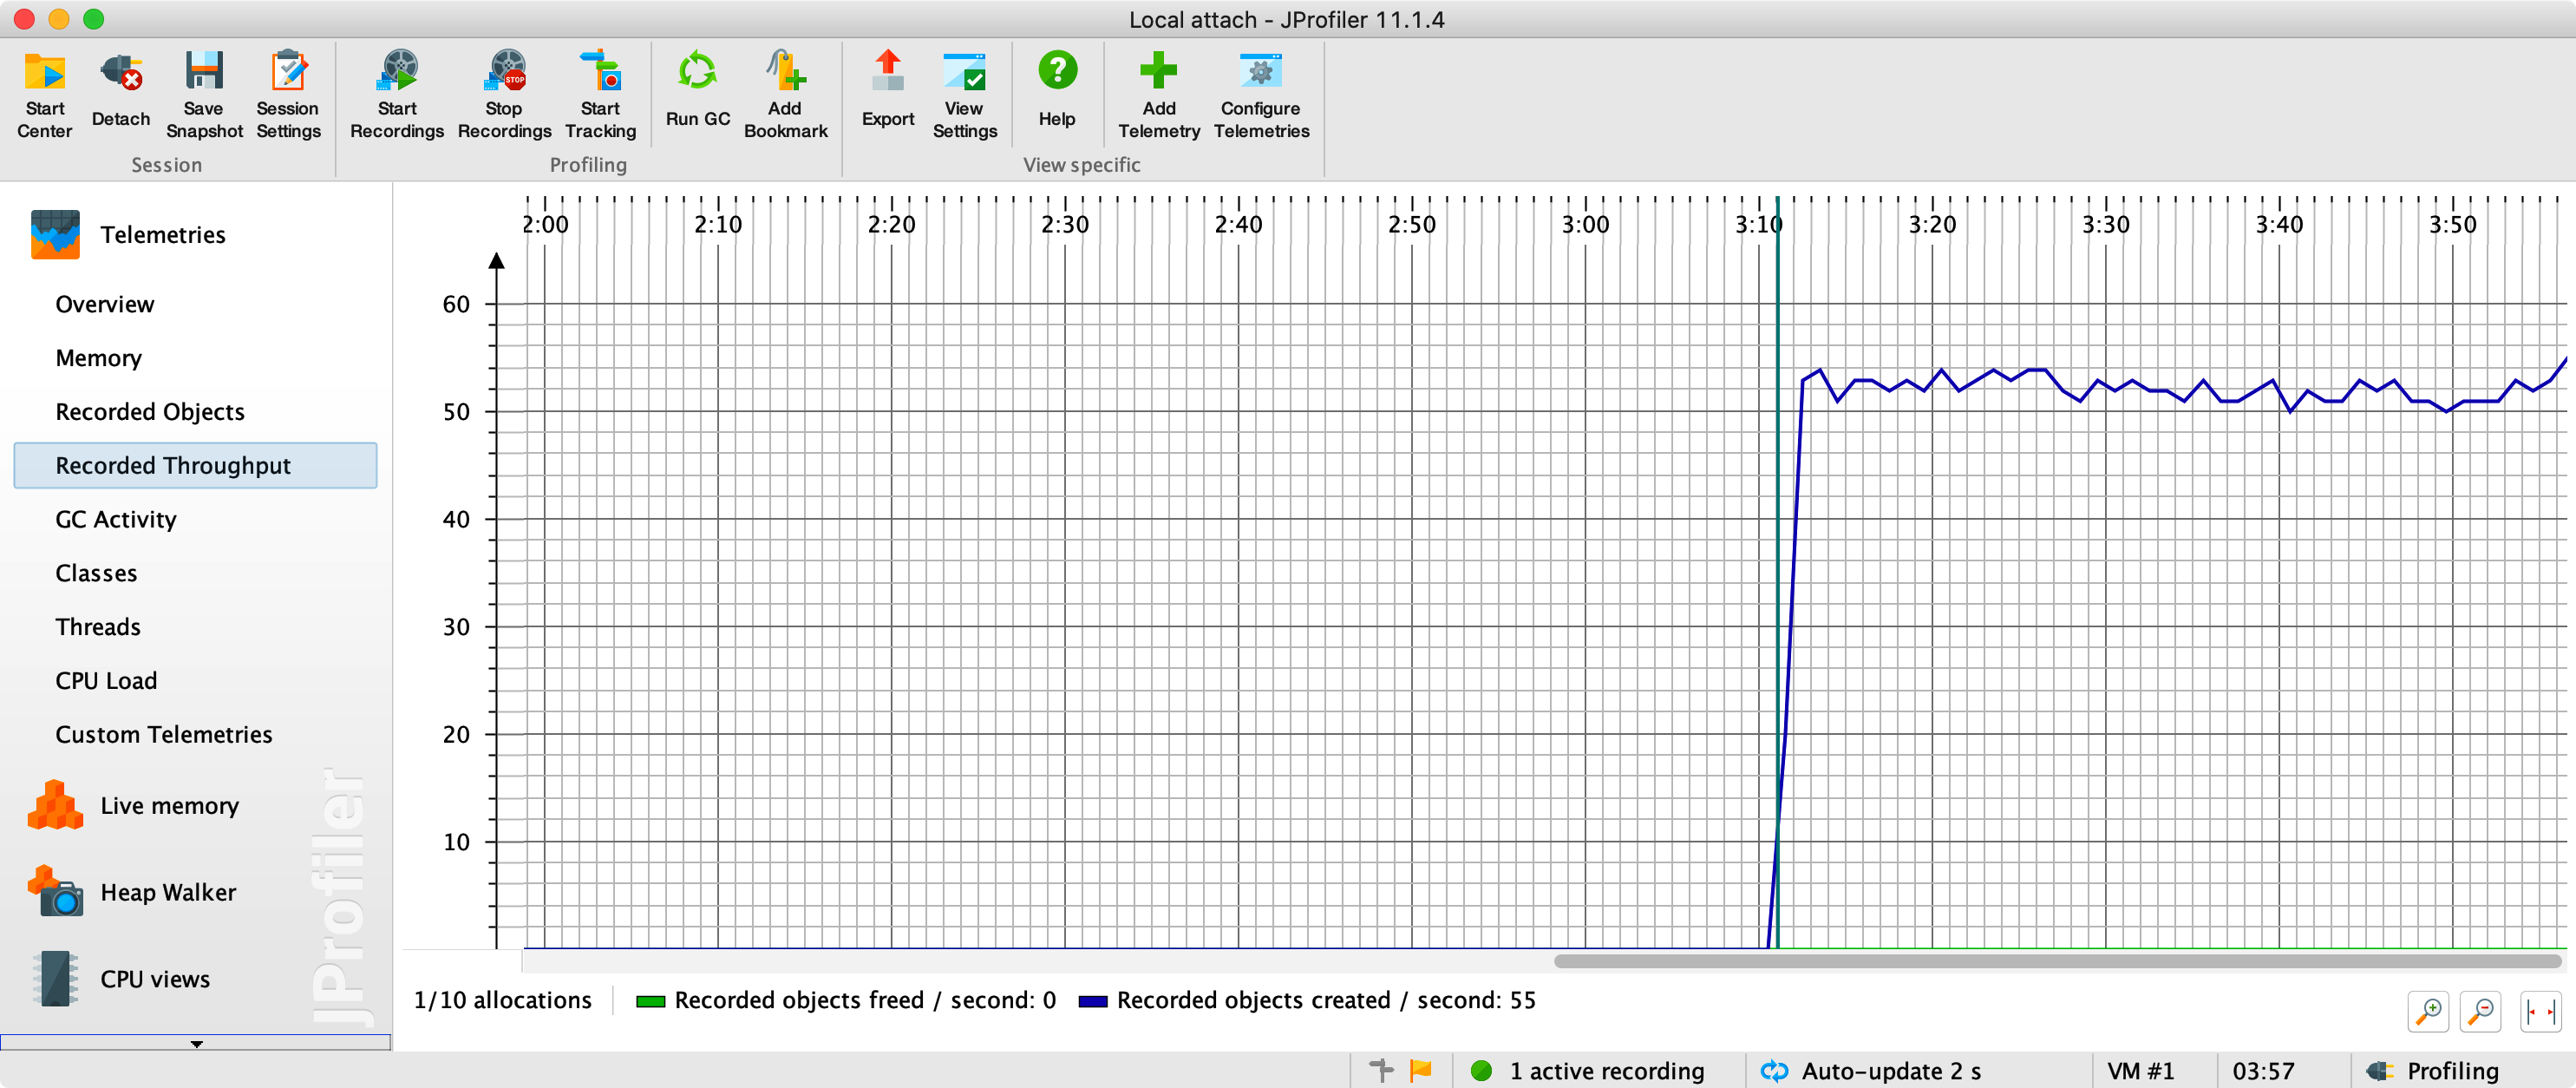 Local attach - JProfiler 11.1.4
Start Center
Detach
Save Snapshot
Session Settings
Start Recordings
Stop Recordings
Start Tracking
Run GC
Add Bookmark
Export
View Settings
Help
Add Telemetry
Configure Telemetries
Session
Profiling
View specific
STOP
Telemetries
Overview
Memory
Recorded Objects
Recorded Throughput
GC Activity
Classes
Threads
CPU Load
Custom Telemetries
Live memory
Heap Walker
CPU views
JProfiler
2:00 2:10 2:20 2:30 2:40 2:50 3:00 3:10 3:20 3:30 3:40 3:50
60
50
40
30
20
10
1/10 allocations Recorded objects freed / second: 0 Recorded objects created / second: 55
1 active recording Auto-update 2 s VM #1 03:57 Profiling